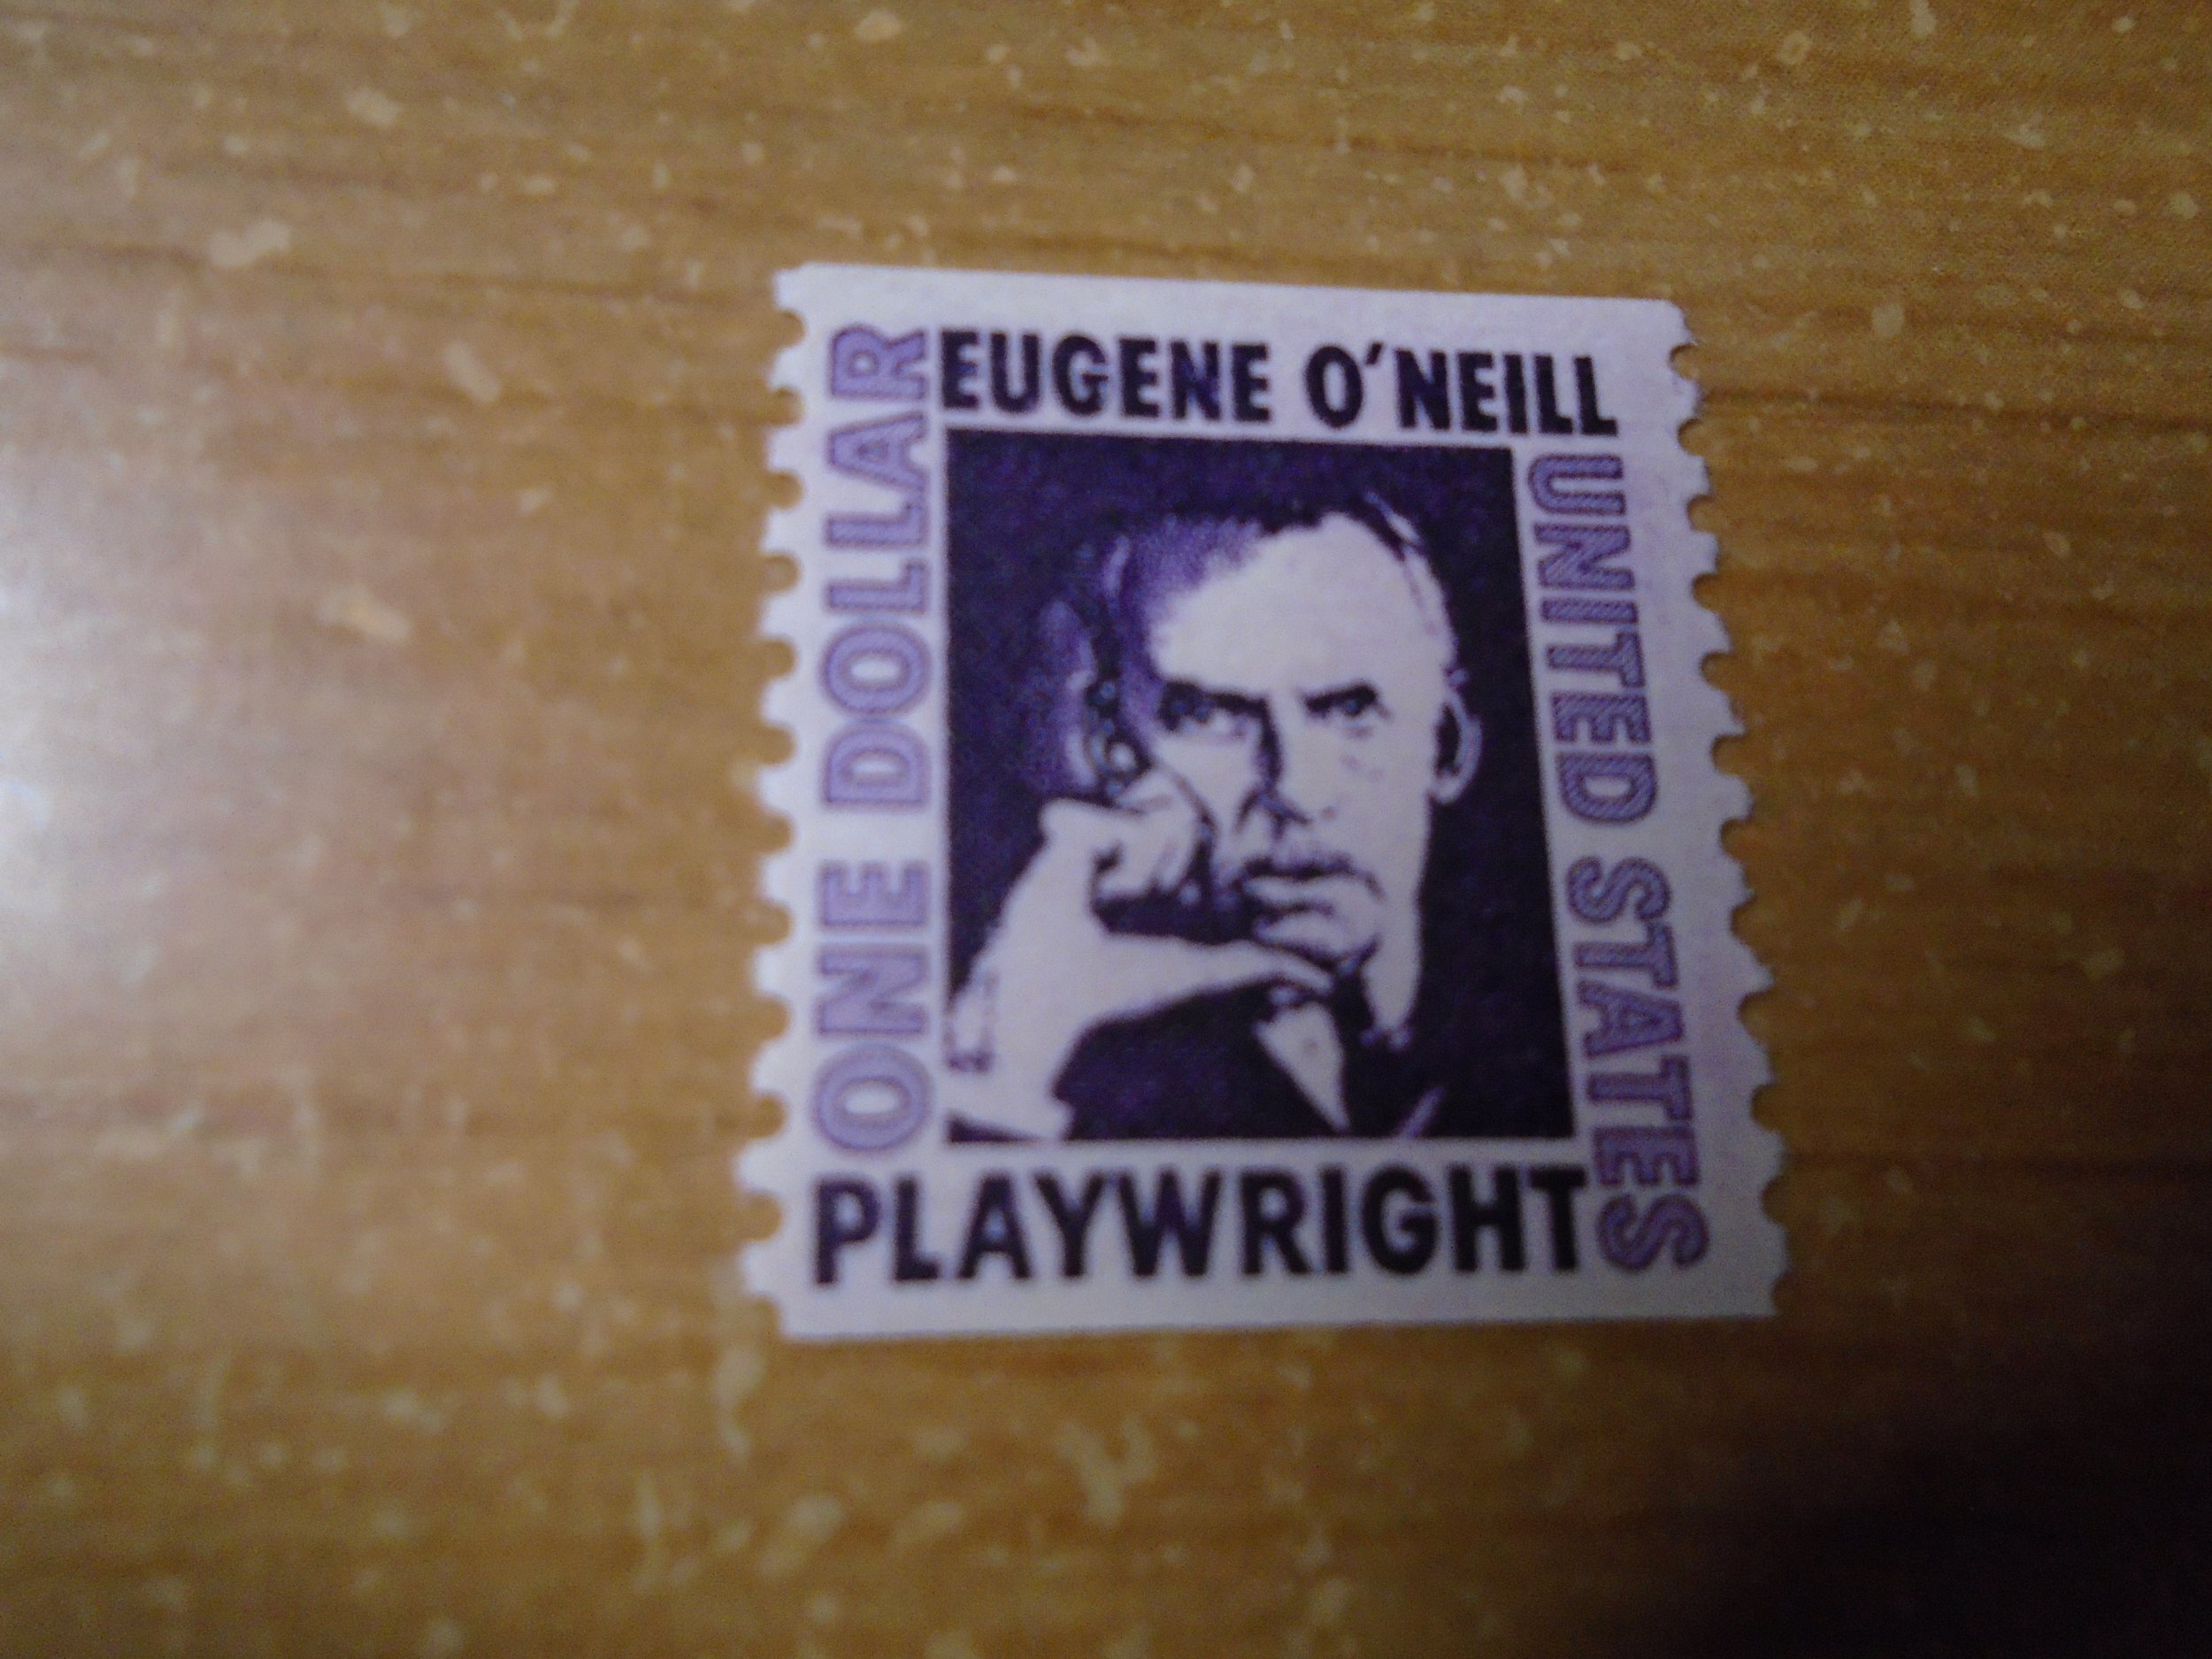 EUGENE O'NEILL
ONE DOLLAR
UNITED STATES
PLAYWRIGHT